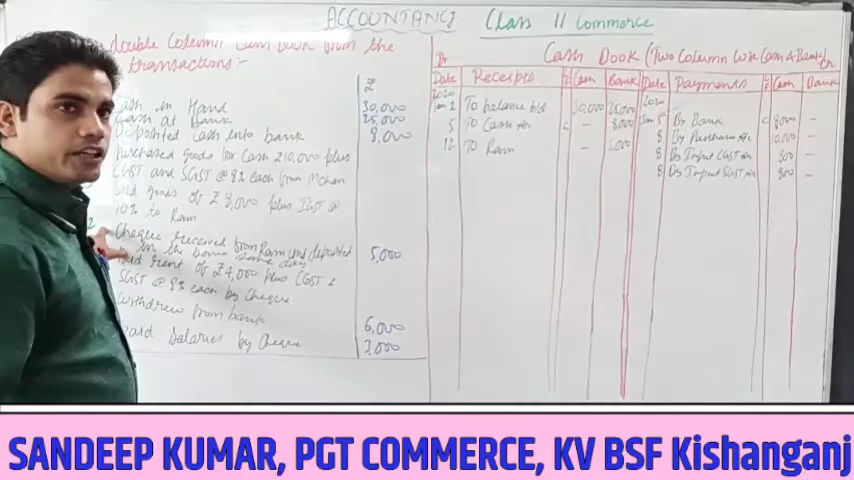 ACCOUNTANCY Class 11 Commerce
double Column Cash Book from the
transactions:-
₹
Cash in Hand 30,000
Cash at Bank 25,000
Deposited Cash into bank 8,000
Purchased goods for Cash ₹10,000 plus
CGST and SGST @ 8% each from Mohan
Sold goods of ₹ 8,000 plus IGST @
10% to Ram
Cheque received from Ram and deposited
in the bank same day 5,000
Paid rent of ₹4,000 plus CGST &
SGST @ 9% each by Cheque
Withdrew from bank 6,000
Paid Salaries by Cheque 3,000
Dr Cash Book (Two Column With Cash & Bank) Cr
Date Receipts Cash Bank Date Payments Cash Bank
2020 2020
Jan 1 To balance b/d 30,000 25,000 Jan 5 By Bank C 8000 -
5 To Cash A/c C - 8000 8 By Purchase A/c 10,000 -
12 To Ram - 5,000 8 By Input CGST A/c 800 -
8 By Input SGST A/c 800 -
SANDEEP KUMAR, PGT COMMERCE, KV BSF Kishanganj